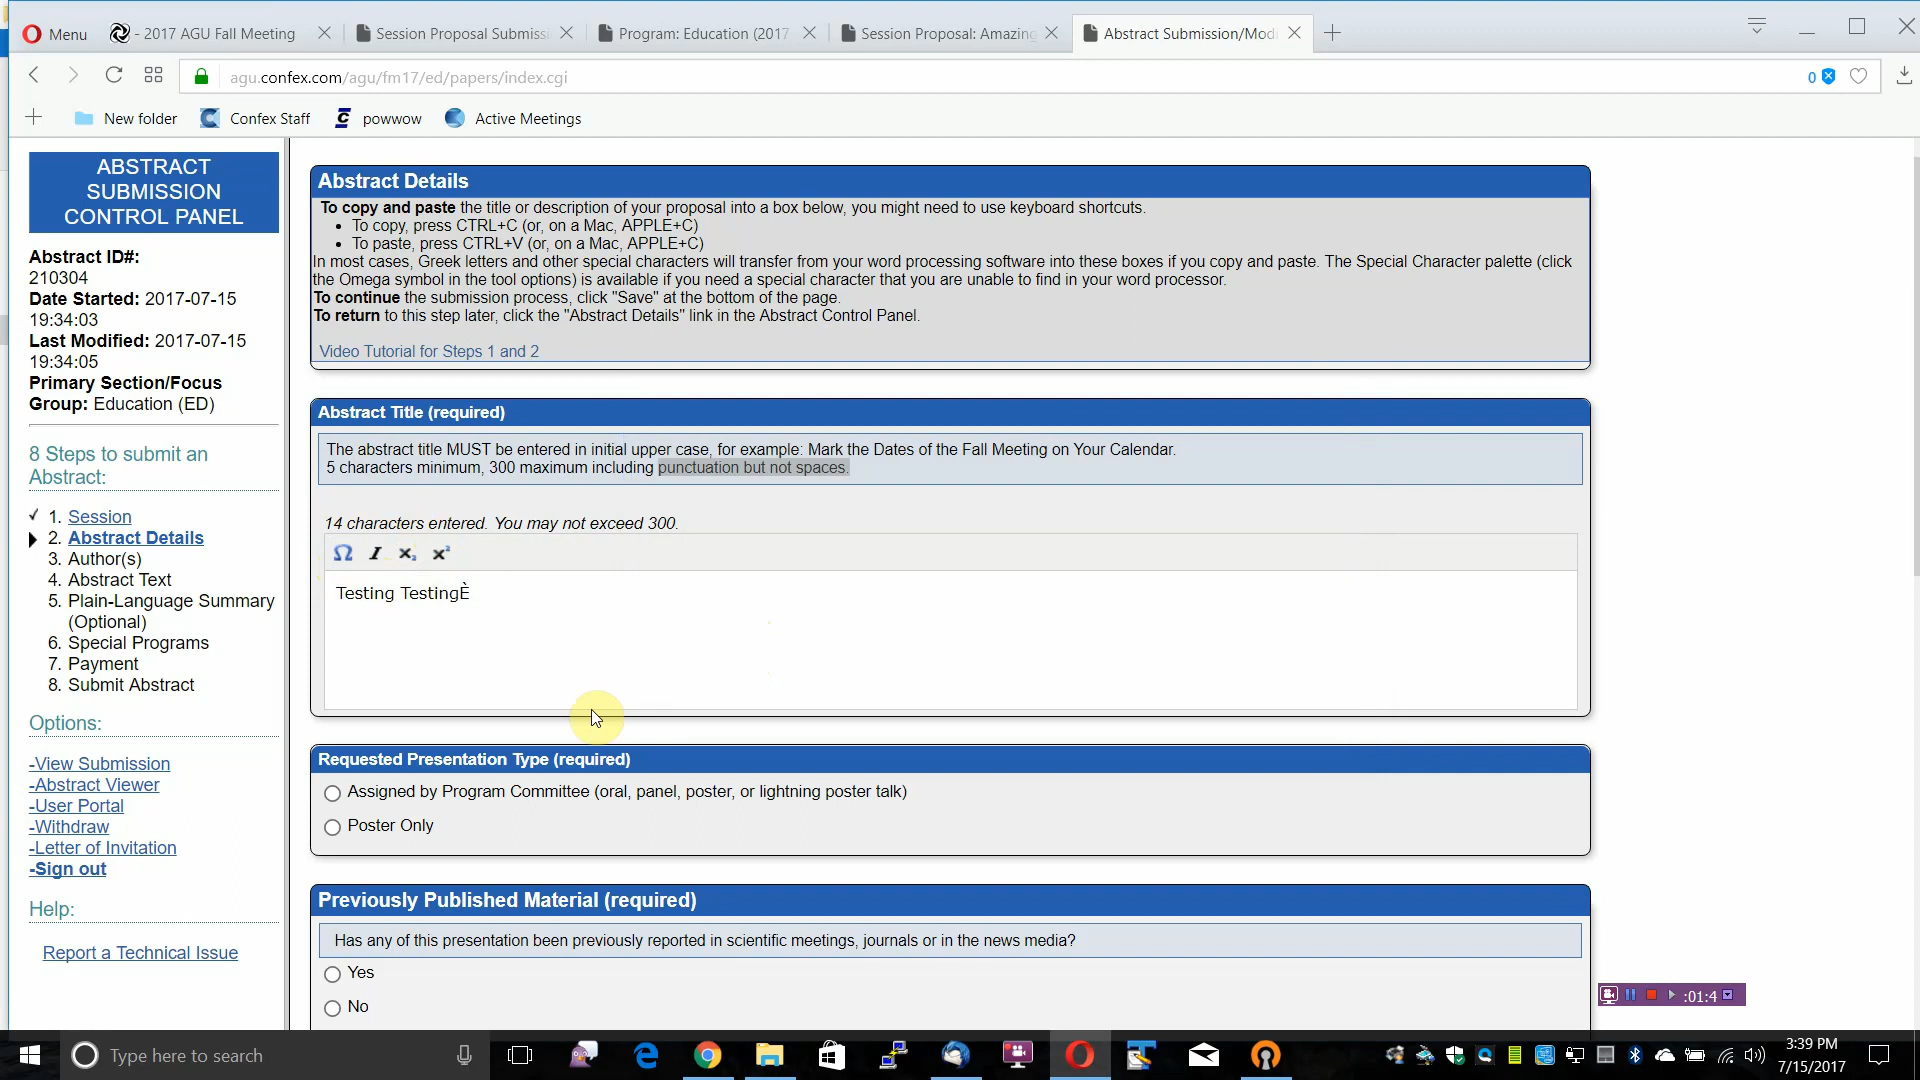 Menu
- 2017 AGU Fall Meeting
Session Proposal Submiss
Program: Education (2017
Session Proposal: Amazing
Abstract Submission/Modi
agu.confex.com/agu/fm17/ed/papers/index.cgi
0
New folder
Confex Staff
powwow
Active Meetings
ABSTRACT
SUBMISSION
CONTROL PANEL
Abstract ID#:
210304
Date Started: 2017-07-15
19:34:03
Last Modified: 2017-07-15
19:34:05
Primary Section/Focus
Group: Education (ED)
8 Steps to submit an
Abstract:
1. Session
2. Abstract Details
3. Author(s)
4. Abstract Text
5. Plain-Language Summary
(Optional)
6. Special Programs
7. Payment
8. Submit Abstract
Options:
-View Submission
-Abstract Viewer
-User Portal
-Withdraw
-Letter of Invitation
-Sign out
Help:
Report a Technical Issue
Abstract Details
To copy and paste the title or description of your proposal into a box below, you might need to use keyboard shortcuts.
• To copy, press CTRL+C (or, on a Mac, APPLE+C)
• To paste, press CTRL+V (or, on a Mac, APPLE+C)
In most cases, Greek letters and other special characters will transfer from your word processing software into these boxes if you copy and paste. The Special Character palette (click
the Omega symbol in the tool options) is available if you need a special character that you are unable to find in your word processor.
To continue the submission process, click "Save" at the bottom of the page.
To return to this step later, click the "Abstract Details" link in the Abstract Control Panel.
Video Tutorial for Steps 1 and 2
Abstract Title (required)
The abstract title MUST be entered in initial upper case, for example: Mark the Dates of the Fall Meeting on Your Calendar.
5 characters minimum, 300 maximum including punctuation but not spaces.
14 characters entered. You may not exceed 300.
Ω I x₂ x²
Testing TestingÈ
Requested Presentation Type (required)
Assigned by Program Committee (oral, panel, poster, or lightning poster talk)
Poster Only
Previously Published Material (required)
Has any of this presentation been previously reported in scientific meetings, journals or in the news media?
Yes
No
:01:4
Type here to search
3:39 PM
7/15/2017